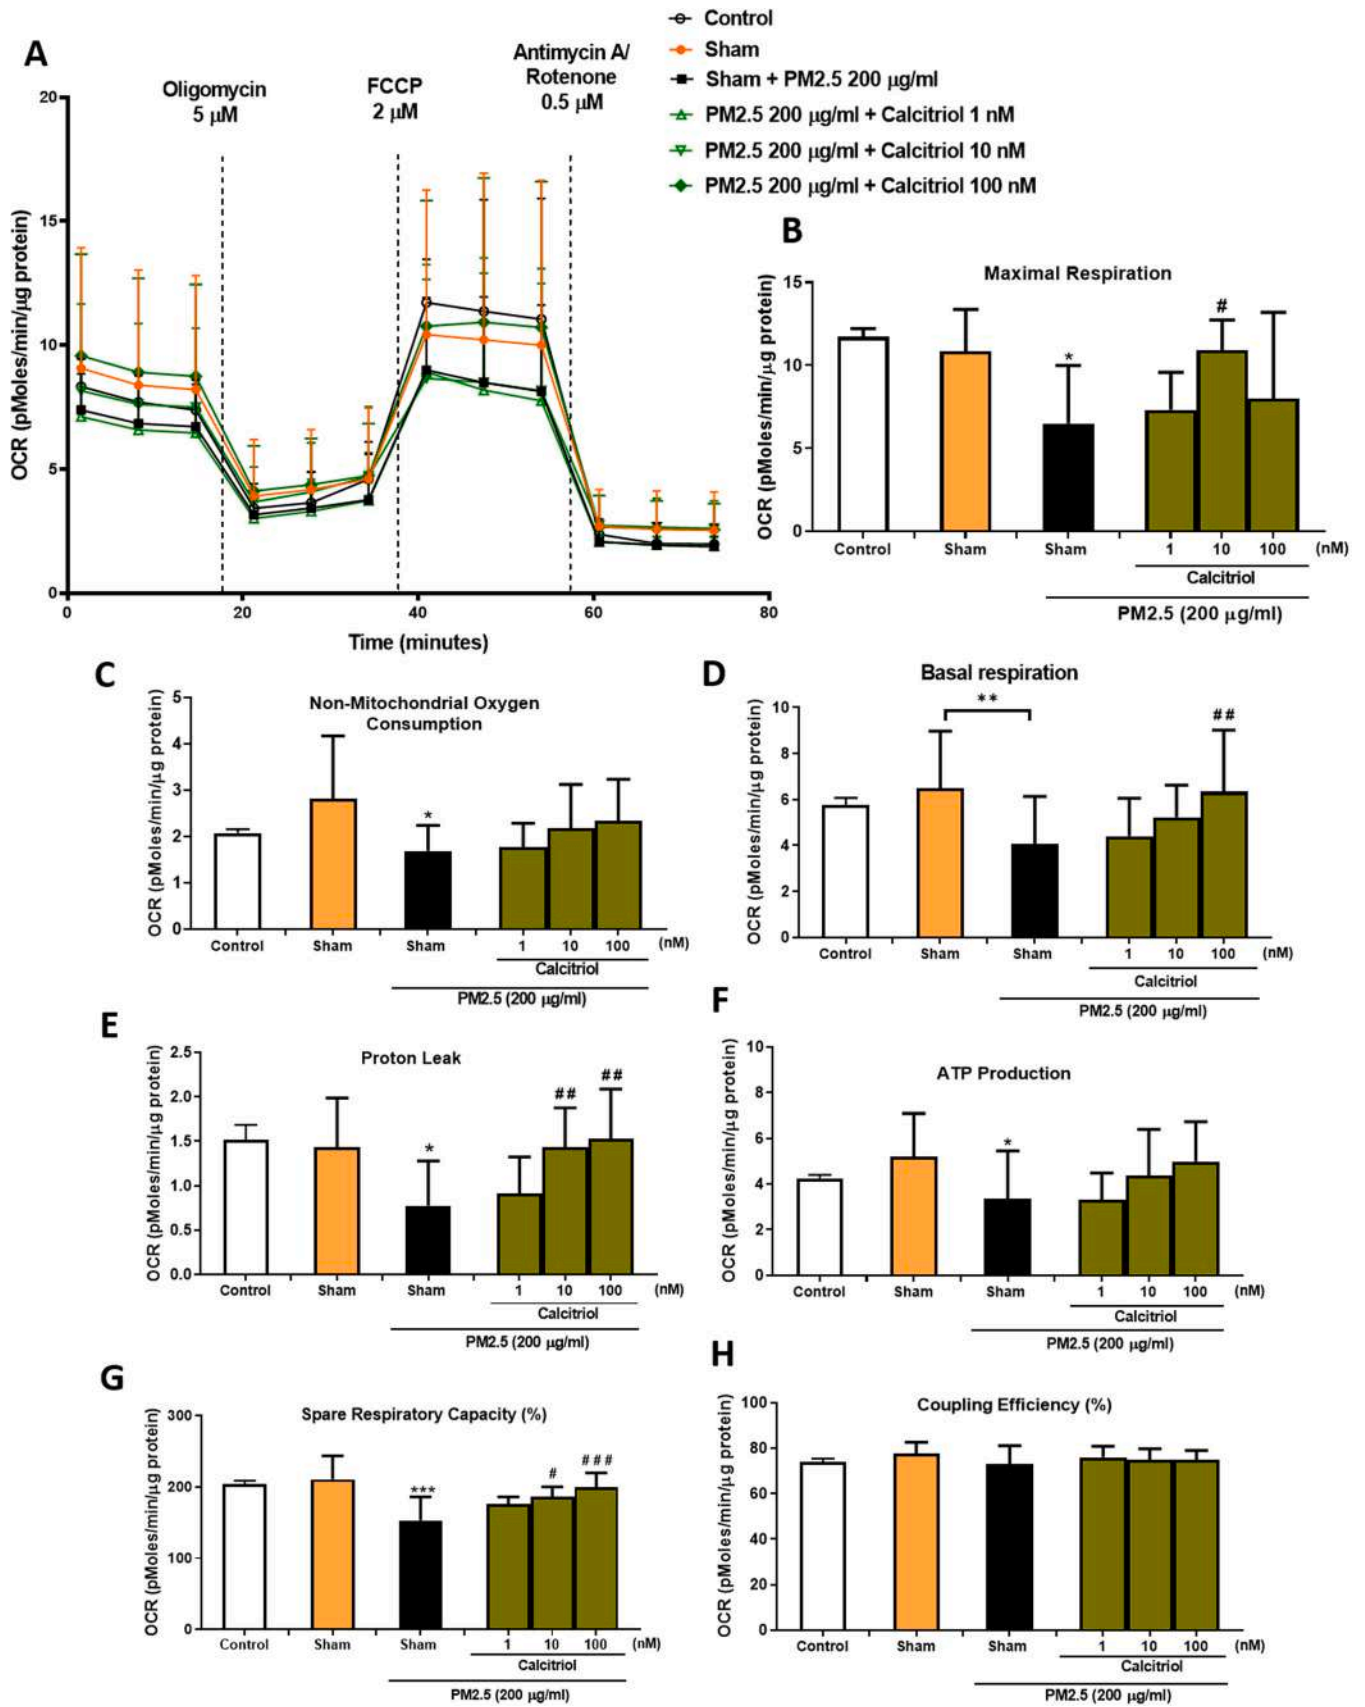 A
Oligomycin
5 μM
FCCP
2 μM
Antimycin A/
Rotenone
0.5 μM
Control
Sham
Sham + PM2.5 200 μg/ml
PM2.5 200 μg/ml + Calcitriol 1 nM
PM2.5 200 μg/ml + Calcitriol 10 nM
PM2.5 200 μg/ml + Calcitriol 100 nM
OCR (pMoles/min/μg protein)
20
15
10
5
0
0 20 40 60 80
Time (minutes)
B
Maximal Respiration
OCR (pMoles/min/μg protein)
15
10
5
0
*
#
Control Sham Sham 1 10 100 (nM)
Calcitriol
PM2.5 (200 μg/ml)
C
Non-Mitochondrial Oxygen
Consumption
OCR (pMoles/min/μg protein)
5
4
3
2
1
0
*
Control Sham Sham 1 10 100 (nM)
Calcitriol
PM2.5 (200 μg/ml)
D
Basal respiration
OCR (pMoles/min/μg protein)
10
8
6
4
2
0
**
##
Control Sham Sham 1 10 100 (nM)
Calcitriol
PM2.5 (200 μg/ml)
E
Proton Leak
OCR (pMoles/min/μg protein)
2.5
2.0
1.5
1.0
0.5
0.0
*
##
##
Control Sham Sham 1 10 100 (nM)
Calcitriol
PM2.5 (200 μg/ml)
F
ATP Production
OCR (pMoles/min/μg protein)
10
8
6
4
2
0
*
Control Sham Sham 1 10 100 (nM)
Calcitriol
PM2.5 (200 μg/ml)
G
Spare Respiratory Capacity (%)
OCR (pMoles/min/μg protein)
300
200
100
0
***
#
###
Control Sham Sham 1 10 100 (nM)
Calcitriol
PM2.5 (200 μg/ml)
H
Coupling Efficiency (%)
OCR (pMoles/min/μg protein)
100
80
60
40
20
0
Control Sham Sham 1 10 100 (nM)
Calcitriol
PM2.5 (200 μg/ml)